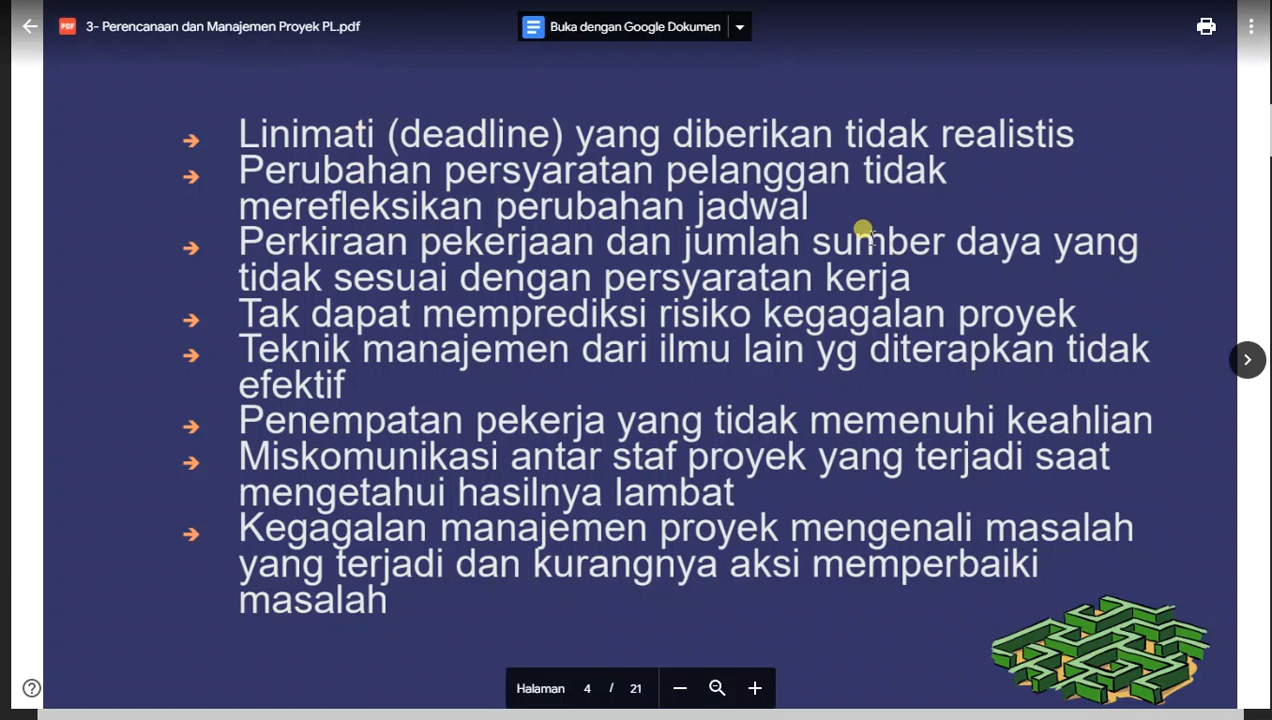 PDF 3- Perencanaan dan Manajemen Proyek PL.pdf
Buka dengan Google Dokumen
Linimati (deadline) yang diberikan tidak realistis
Perubahan persyaratan pelanggan tidak
merefleksikan perubahan jadwal
Perkiraan pekerjaan dan jumlah sumber daya yang
tidak sesuai dengan persyaratan kerja
Tak dapat memprediksi risiko kegagalan proyek
Teknik manajemen dari ilmu lain yg diterapkan tidak
efektif
Penempatan pekerja yang tidak memenuhi keahlian
Miskomunikasi antar staf proyek yang terjadi saat
mengetahui hasilnya lambat
Kegagalan manajemen proyek mengenali masalah
yang terjadi dan kurangnya aksi memperbaiki
masalah
Halaman 4 / 21